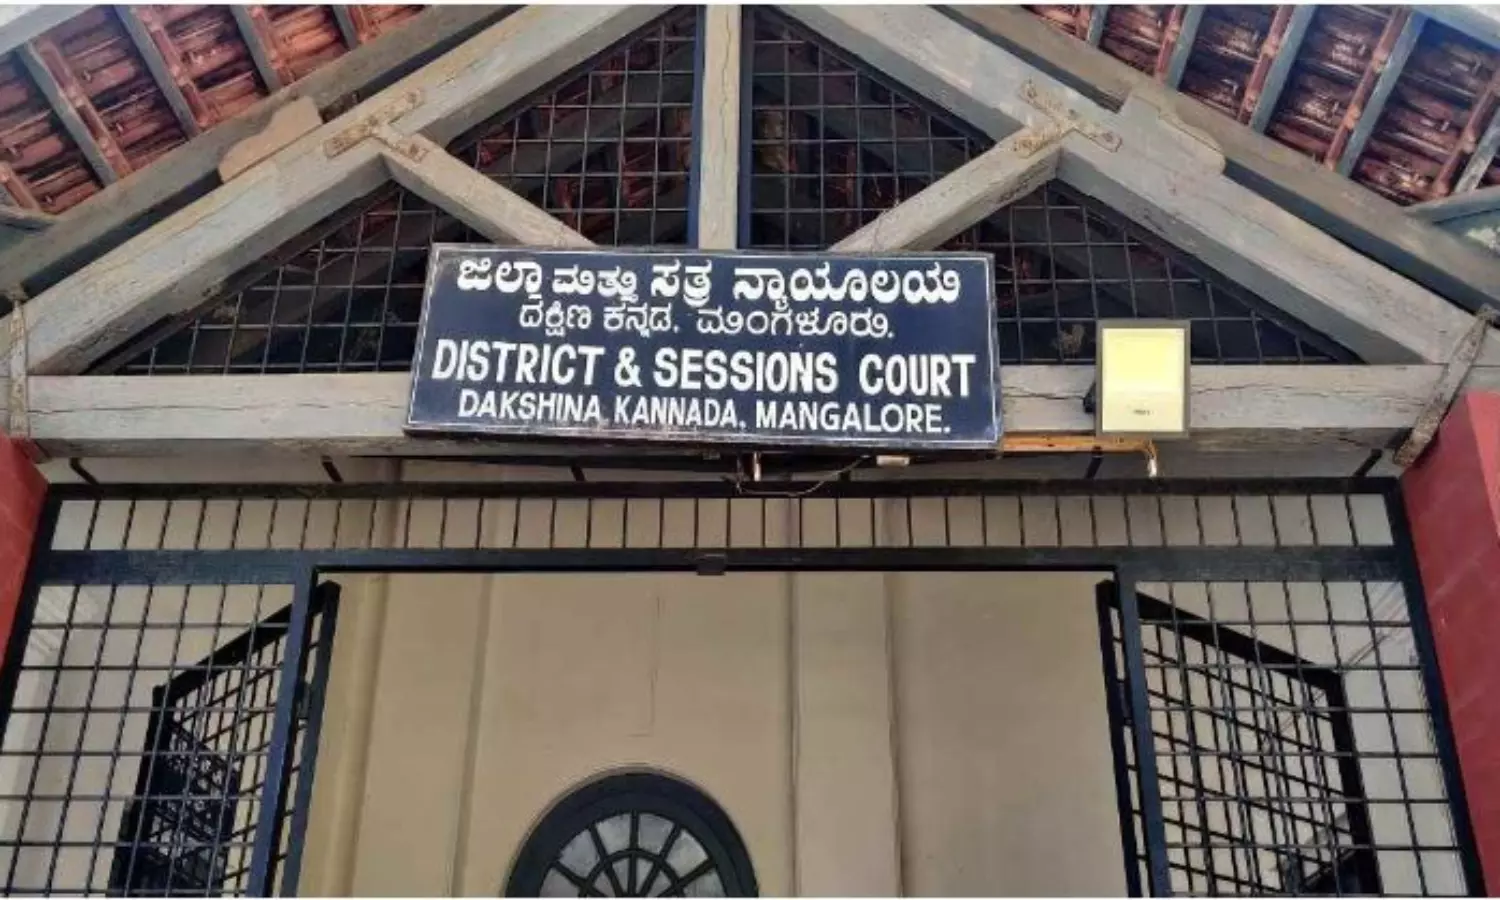 ಜಿಲ್ಲಾ ಮತ್ತು ಸತ್ರ ನ್ಯಾಯಾಲಯ
ದಕ್ಷಿಣ ಕನ್ನಡ, ಮಂಗಳೂರು.
DISTRICT & SESSIONS COURT
DAKSHINA KANNADA, MANGALORE.